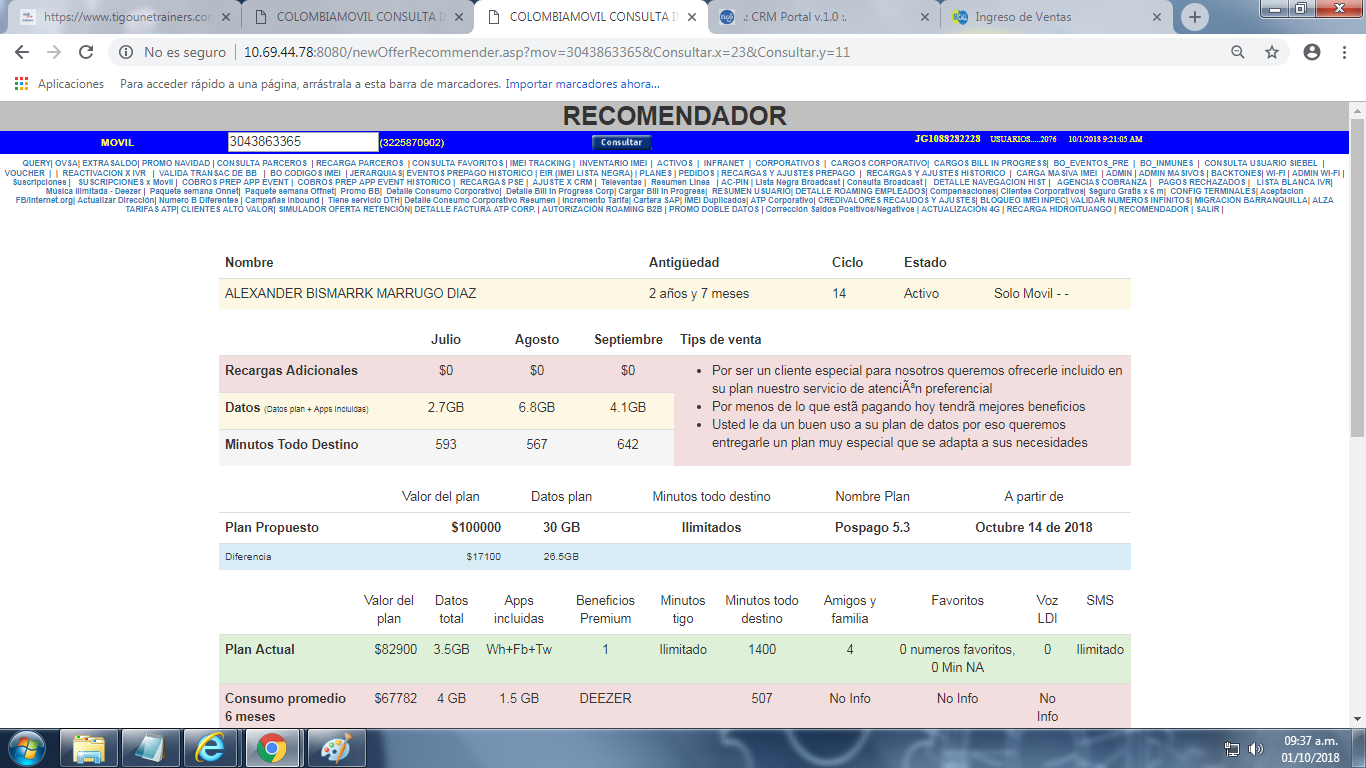 https://www.tigounetrainers.con
COLOMBIAMOVIL CONSULTA I
COLOMBIAMOVIL CONSULTA I
.: CRM Portal v.1.0 :.
Ingreso de Ventas
No es seguro | 10.69.44.78:8080/newOfferRecommender.asp?mov=3043863365&Consultar.x=23&Consultar.y=11
Aplicaciones Para acceder rápido a una página, arrástrala a esta barra de marcadores. Importar marcadores ahora...
RECOMENDADOR
MOVIL 3043863365 (3225870902) Consultar JG1088282228 USUARIOS.....2076 10/1/2018 9:21:05 AM
QUERY| OVSA| EXTRASALDO| PROMO NAVIDAD | CONSULTA PARCEROS | RECARGA PARCEROS | CONSULTA FAVORITOS | IMEI TRACKING | INVENTARIO IMEI | ACTIVOS | INFRANET | CORPORATIVOS | CARGOS CORPORATIVO| CARGOS BILL IN PROGRESS| BO_EVENTOS_PRE | BO_INMUNES | CONSULTA USUARIO SIEBEL |
VOUCHER | | REACTIVACION X IVR | VALIDA TRANSAC DE BB | BO CODIGOS IMEI | JERARQUIAS| EVENTOS PREPAGO HISTORICO | EIR (IMEI LISTA NEGRA) | PLANES | PEDIDOS | RECARGAS Y AJUSTES PREPAGO | RECARGAS Y AJUSTES HISTORICO | CARGA MASIVA IMEI | ADMIN | ADMIN MASIVOS | BACKTONES| WI-FI | ADMIN WI-FI |
Suscripciones | SUSCRIPCIONES x Movil | COBROS PREP APP EVENT | COBROS PREP APP EVENT HISTORICO | RECARGAS PSE | AJUSTE X CRM | Televentas | Resumen Linea | AC-PIN | Lista Negra Broadcast | Consulta Broadcast | DETALLE NAVEGACION HIST | AGENCIAS COBRANZA | PAGOS RECHAZADOS | LISTA BLANCA IVR|
Musica Ilimitada - Deezer | Paquete semana Onnet| Paquete semana Offnet| Promo BB| Detalle Consumo Corporativo| Detalle Bill In Progress Corp| Cargar Bill In Progress| RESUMEN USUARIO| DETALLE ROAMING EMPLEADOS| Compensaciones| Clientes Corporativos| Seguro Gratis x 6 m| CONFIG TERMINALES| Aceptacion
FB/Internet.org| Actualizar Dirección| Numero B Diferentes | Campañas Inbound | Tiene servicio DTH| Detalle Consumo Corporativo Resumen | Incremento Tarifa| Cartera SAP| IMEI Duplicados| ATP Corporativo| CREDIVALORES RECAUDOS Y AJUSTES| BLOQUEO IMEI INPEC| VALIDAR NUMEROS INFINITOS| MIGRACIÓN BARRANQUILLA| ALZA
TARIFAS ATP| CLIENTES ALTO VALOR| SIMULADOR OFERTA RETENCIÓN| DETALLE FACTURA ATP CORP. | AUTORIZACIÓN ROAMING B2B | PROMO DOBLE DATOS | Corrección Saldos Positivos/Negativos | ACTUALIZACIÓN 4G | RECARGA HIDROITUANGO | RECOMENDADOR | SALIR |
Nombre Antigüedad Ciclo Estado
ALEXANDER BISMARRK MARRUGO DIAZ 2 años y 7 meses 14 Activo Solo Movil - -
Julio Agosto Septiembre Tips de venta
Recargas Adicionales $0 $0 $0
Datos (Datos plan + Apps incluidas) 2.7GB 6.8GB 4.1GB
Minutos Todo Destino 593 567 642
• Por ser un cliente especial para nosotros queremos ofrecerle incluido en
su plan nuestro servicio de atenciÃªn preferencial
• Por menos de lo que estã pagando hoy tendrã mejores beneficios
• Usted le da un buen uso a su plan de datos por eso queremos
entregarle un plan muy especial que se adapta a sus necesidades
Valor del plan Datos plan Minutos todo destino Nombre Plan A partir de
Plan Propuesto $100000 30 GB Ilimitados Pospago 5.3 Octubre 14 de 2018
Diferencia $17100 26.5GB
Valor del plan Datos total Apps incluidas Beneficios Premium Minutos tigo Minutos todo destino Amigos y familia Favoritos Voz LDI SMS
Plan Actual $82900 3.5GB Wh+Fb+Tw 1 Ilimitado 1400 4 0 numeros favoritos, 0 Min NA 0 Ilimitado
Consumo promedio 6 meses $67782 4 GB 1.5 GB DEEZER 507 No Info No Info No Info
09:37 a.m.
01/10/2018